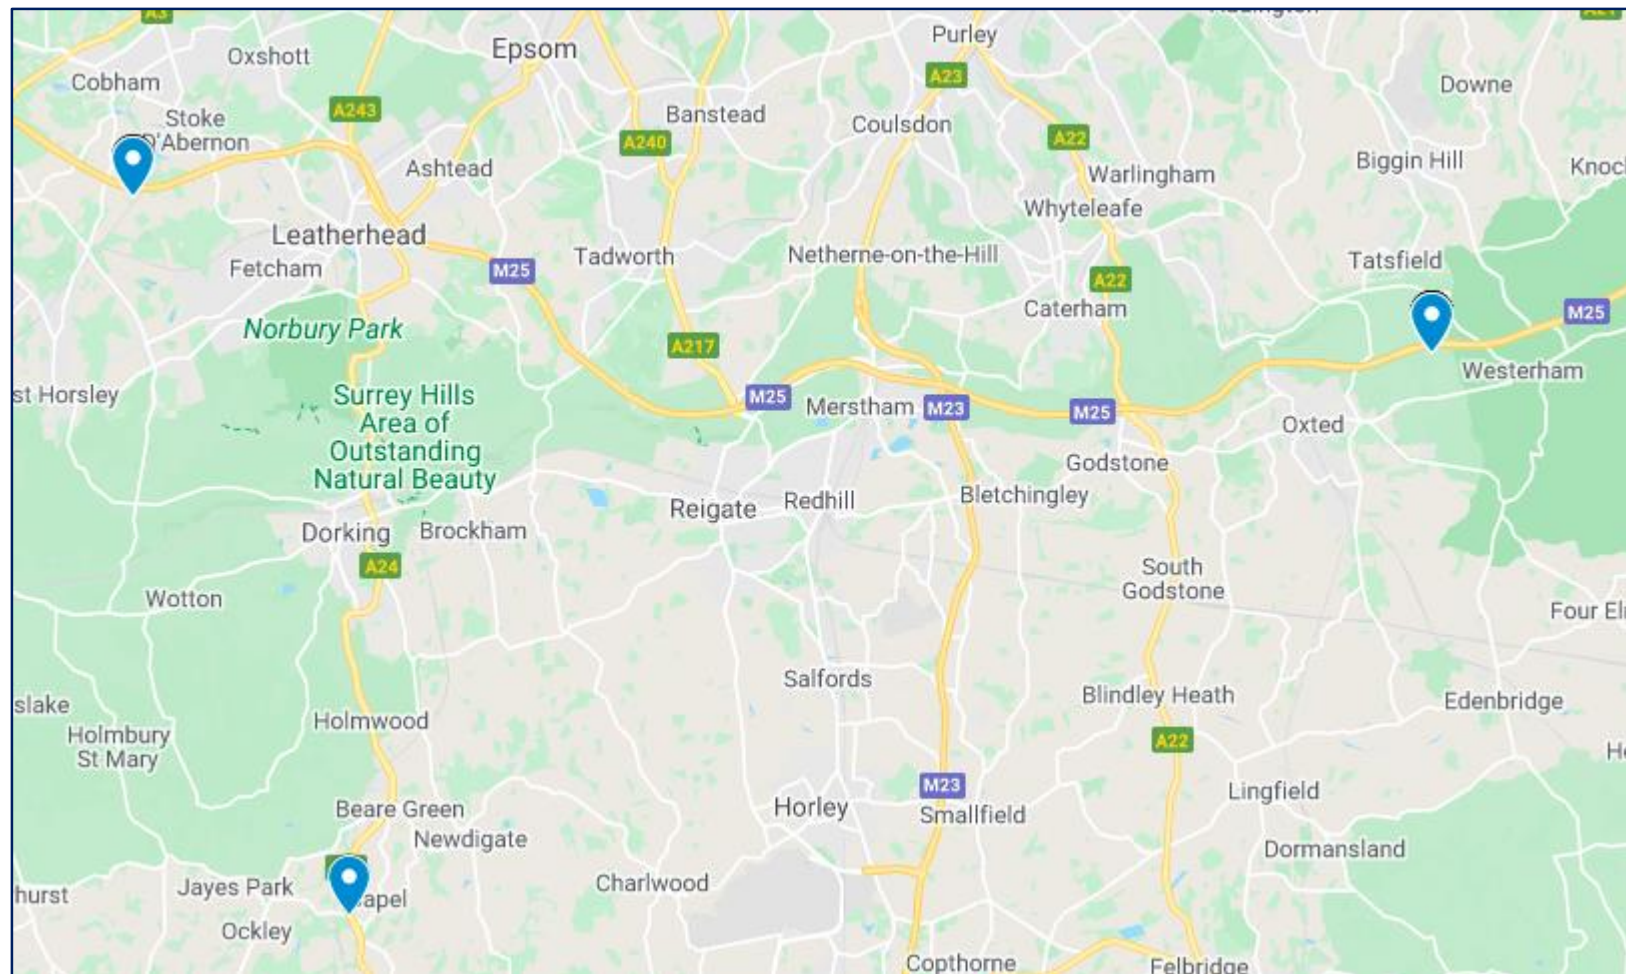 A3
Oxshott
Epsom
Purley
Cobham
A23
Downe
Stoke
D'Abernon
A243
Banstead
Coulsdon
A240
A22
Ashtead
Warlingham
Biggin Hill
Whyteleafe
Leatherhead
Fetcham
M25
Tadworth
Netherne-on-the-Hill
Tatsfield
A22
Caterham
M25
Norbury Park
A217
Westerham
st Horsley
Surrey Hills
Area of
Outstanding
Natural Beauty
M25
Merstham
M23
M25
Oxted
Godstone
Bletchingley
Reigate
Redhill
Dorking
Brockham
A24
South
Godstone
Wotton
Four El
Salfords
Blindley Heath
Edenbridge
slake
Holmbury
St Mary
Holmwood
A22
M23
Lingfield
Beare Green
Horley
Smallfield
Newdigate
Dormansland
Jayes Park
Charlwood
hurst
apel
Ockley
Copthorne
Felbridge